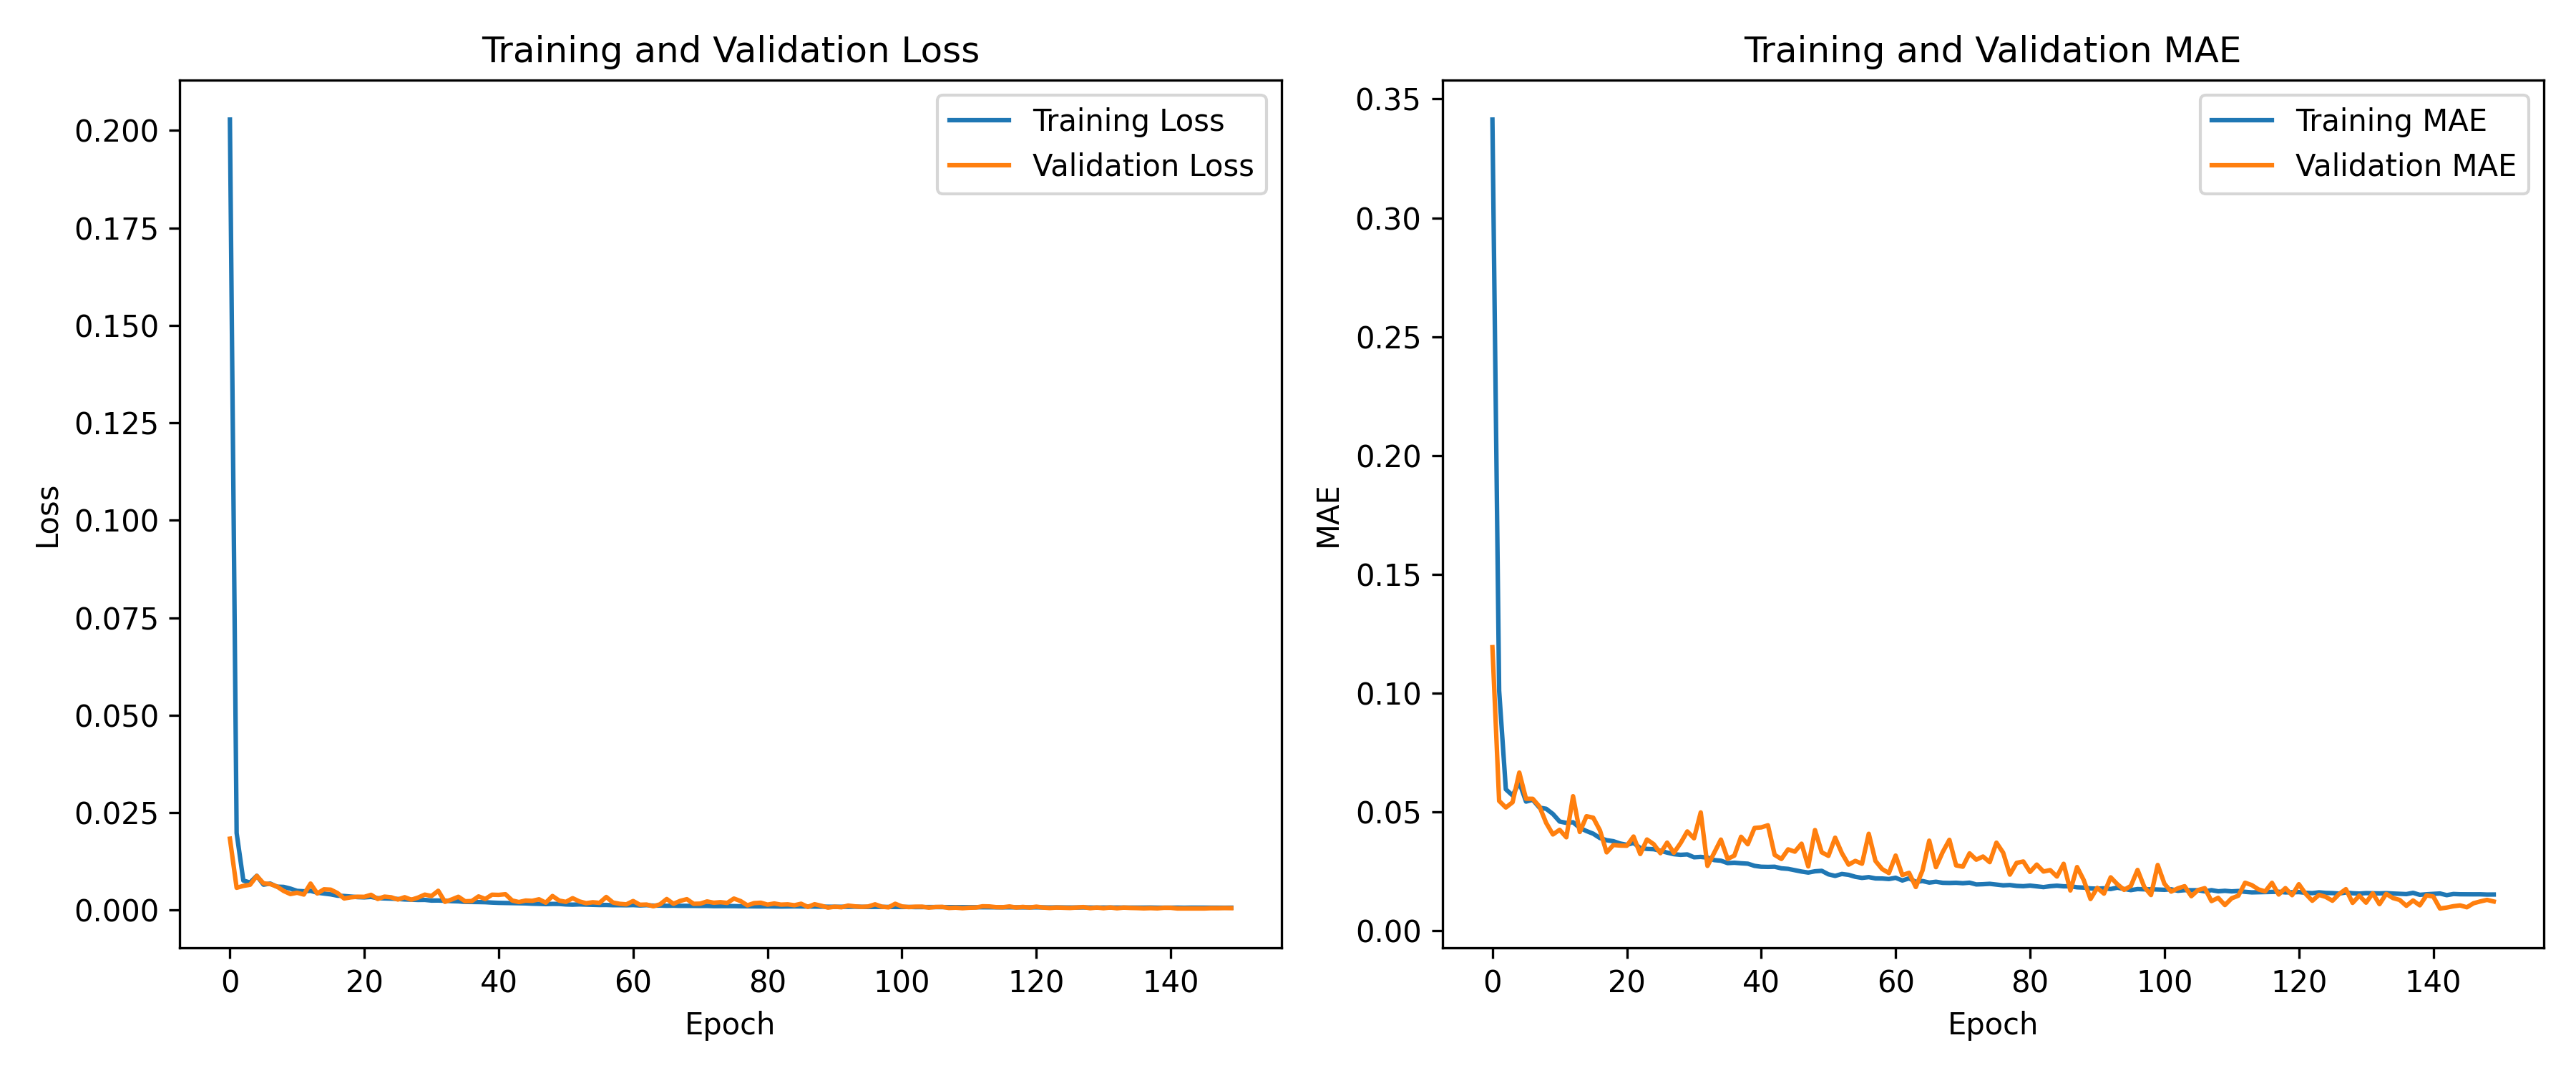 Training and Validation Loss
0.200
0.175
0.150
0.125
0.100
0.075
0.050
0.025
0.000
Loss
Training Loss
Validation Loss
0 20 40 60 80 100 120 140
Epoch
Training and Validation MAE
0.35
0.30
0.25
0.20
0.15
0.10
0.05
0.00
MAE
Training MAE
Validation MAE
0 20 40 60 80 100 120 140
Epoch